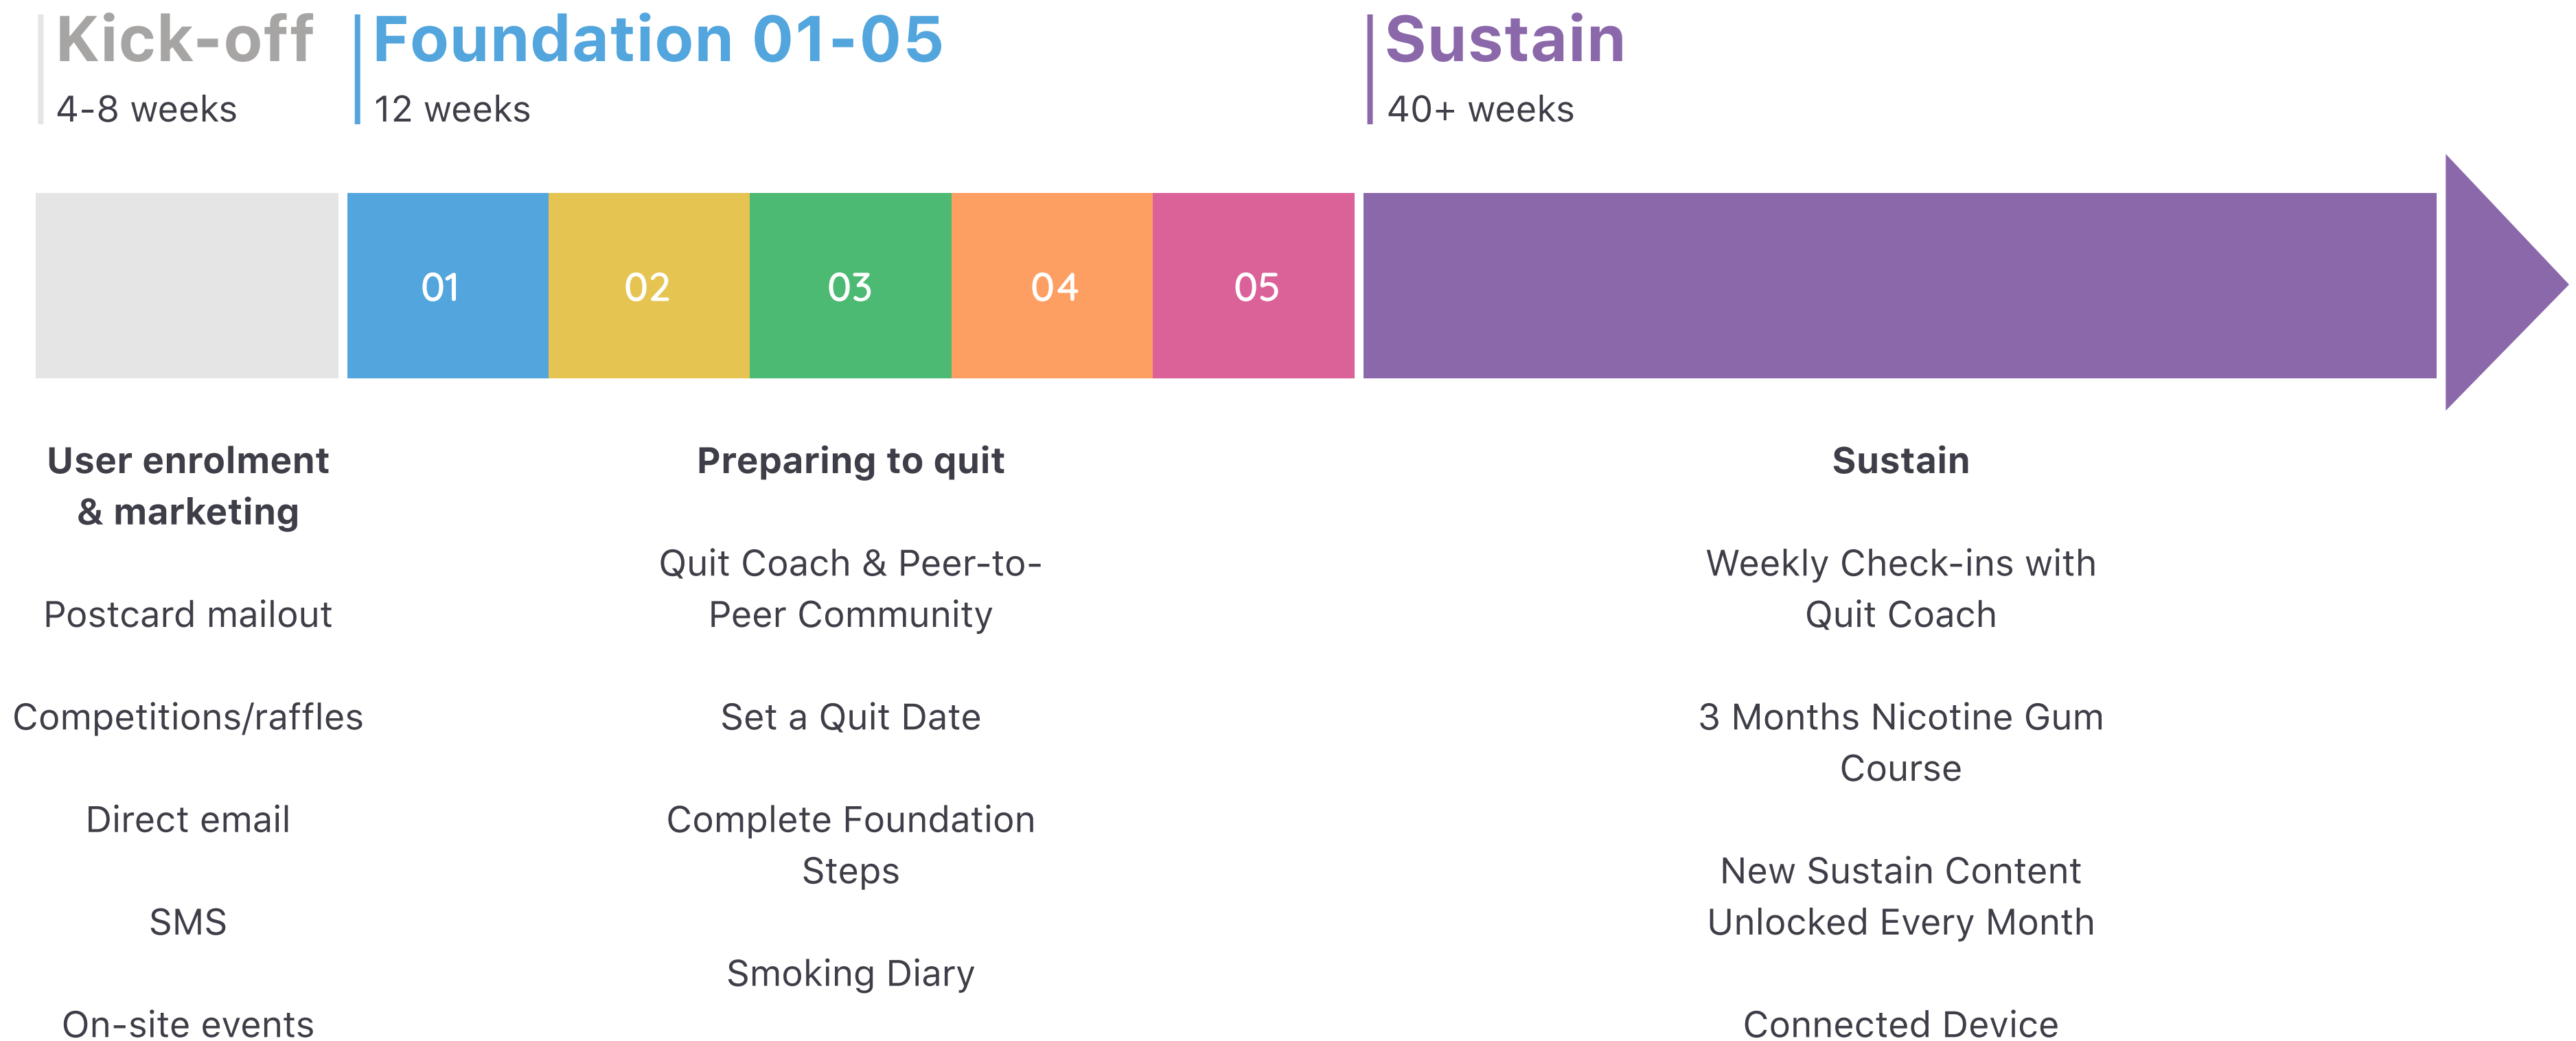 Kick-off
4-8 weeks
Foundation 01-05
12 weeks
Sustain
40+ weeks
01
02
03
04
05
User enrolment
& marketing
Postcard mailout
Competitions/raffles
Direct email
SMS
On-site events
Preparing to quit
Quit Coach & Peer-to-
Peer Community
Set a Quit Date
Complete Foundation
Steps
Smoking Diary
Sustain
Weekly Check-ins with
Quit Coach
3 Months Nicotine Gum
Course
New Sustain Content
Unlocked Every Month
Connected Device